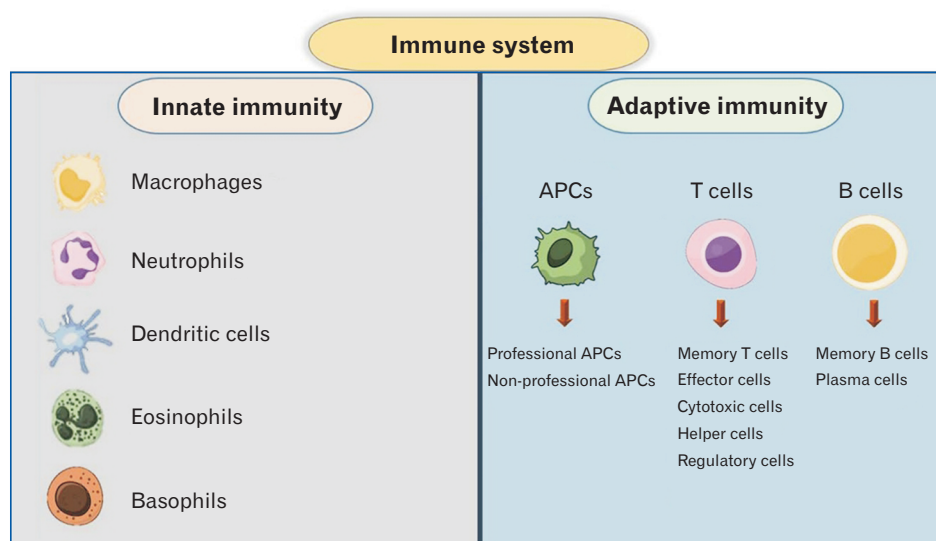 Immune system
Innate immunity
Macrophages
Neutrophils
Dendritic cells
Eosinophils
Basophils
Adaptive immunity
APCs
Professional APCs
Non-professional APCs
T cells
Memory T cells
Effector cells
Cytotoxic cells
Helper cells
Regulatory cells
B cells
Memory B cells
Plasma cells